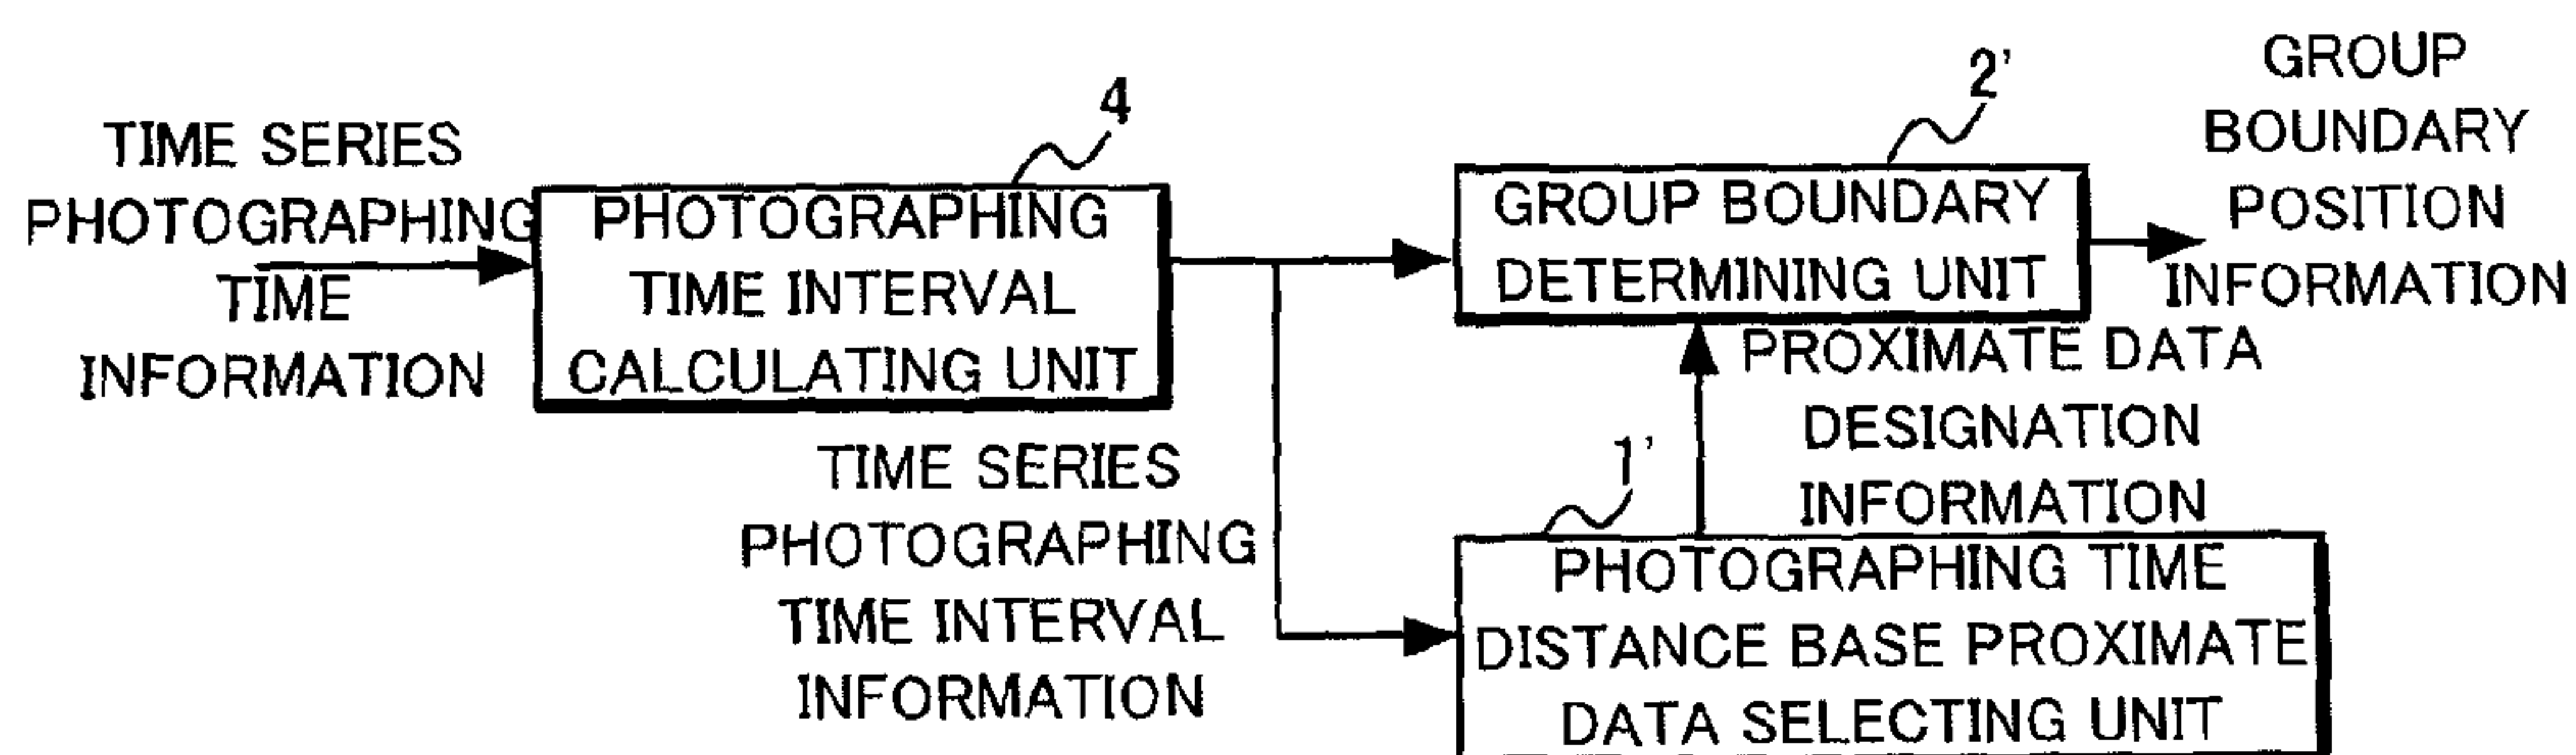 TIME SERIES
PHOTOGRAPHING
TIME
INFORMATION
4
PHOTOGRAPHING
TIME INTERVAL
CALCULATING UNIT
TIME SERIES
PHOTOGRAPHING
TIME INTERVAL
INFORMATION
2'
GROUP BOUNDARY
DETERMINING UNIT
GROUP
BOUNDARY
POSITION
INFORMATION
PROXIMATE DATA
DESIGNATION
INFORMATION
1'
PHOTOGRAPHING TIME
DISTANCE BASE PROXIMATE
DATA SELECTING UNIT